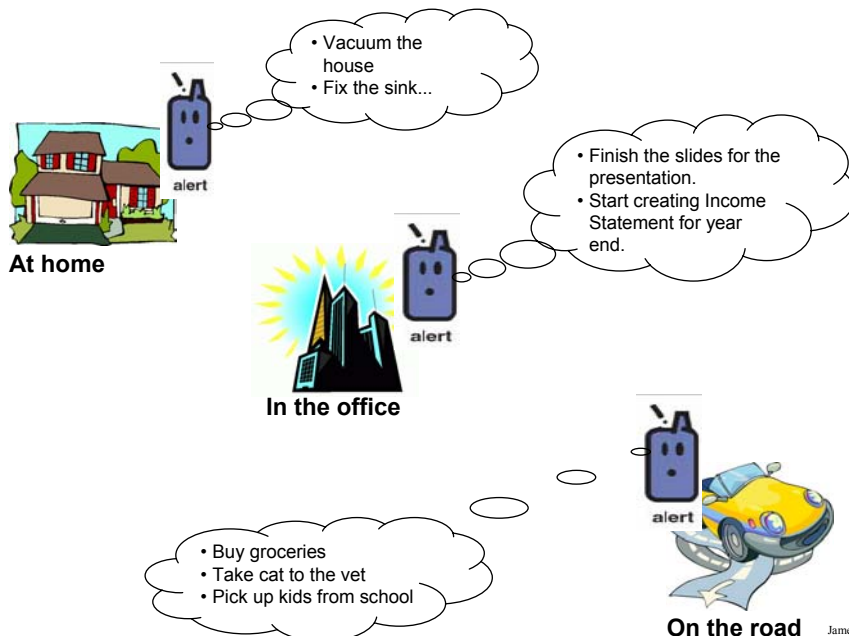 • Vacuum the
house
• Fix the sink...
alert
At home
• Finish the slides for the
presentation.
• Start creating Income
Statement for year
end.
alert
In the office
alert
• Buy groceries
• Take cat to the vet
• Pick up kids from school
On the road